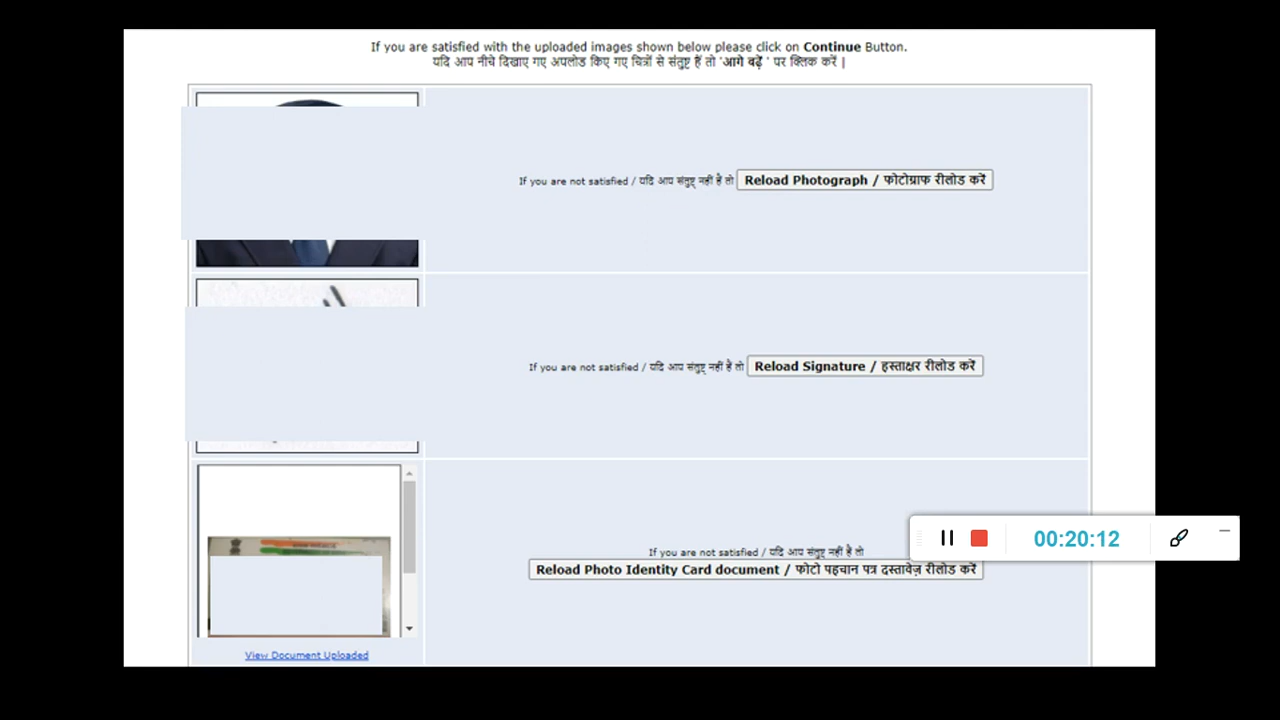 If you are satisfied with the uploaded images shown below please click on Continue Button.
यदि आप नीचे दिखाए गए अपलोड किए गए चित्रों से संतुष्ट हैं तो 'आगे बढ़ें ' पर क्लिक करें |
If you are not satisfied / यदि आप संतुष्ट नहीं हैं तो Reload Photograph / फोटोग्राफ रीलोड करें
If you are not satisfied / यदि आप संतुष्ट नहीं हैं तो Reload Signature / हस्ताक्षर रीलोड करें
If you are not satisfied / यदि आप संतुष्ट नहीं हैं तो
Reload Photo Identity Card document / फोटो पहचान पत्र दस्तावेज़ रीलोड करें
00:20:12
View Document Uploaded